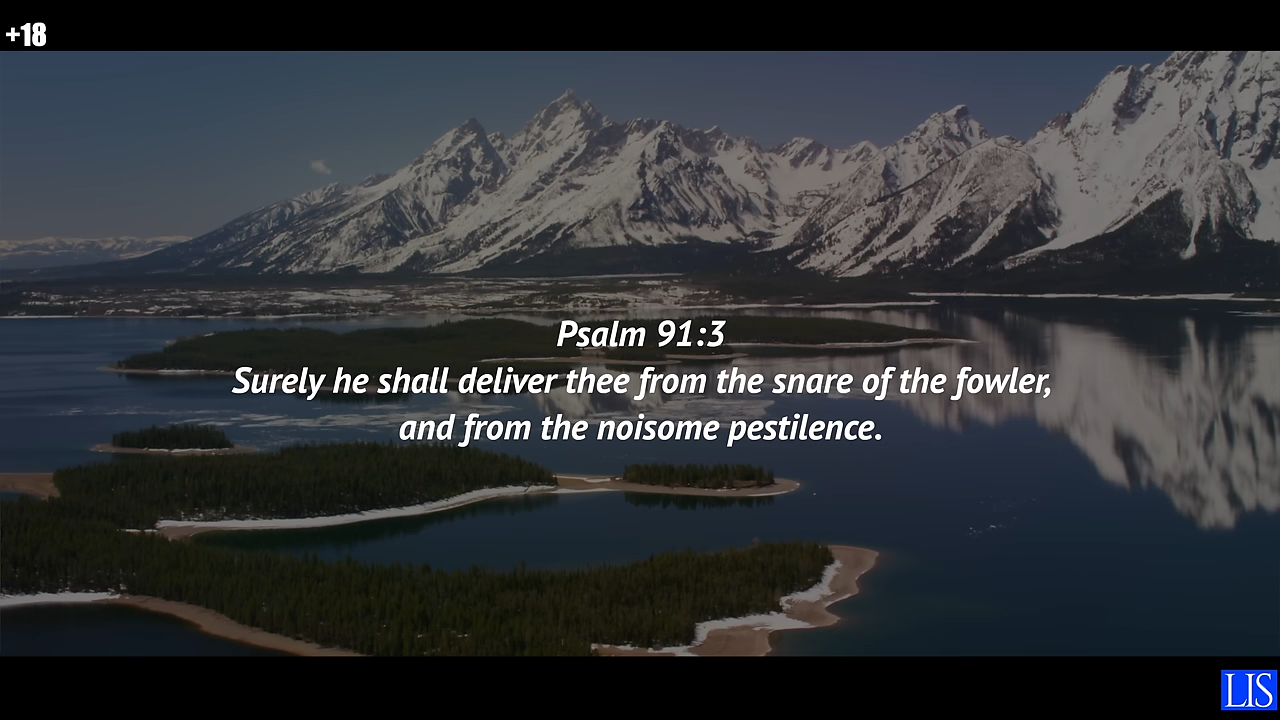 +18
Psalm 91:3
Surely he shall deliver thee from the snare of the fowler,
and from the noisome pestilence.
LIS